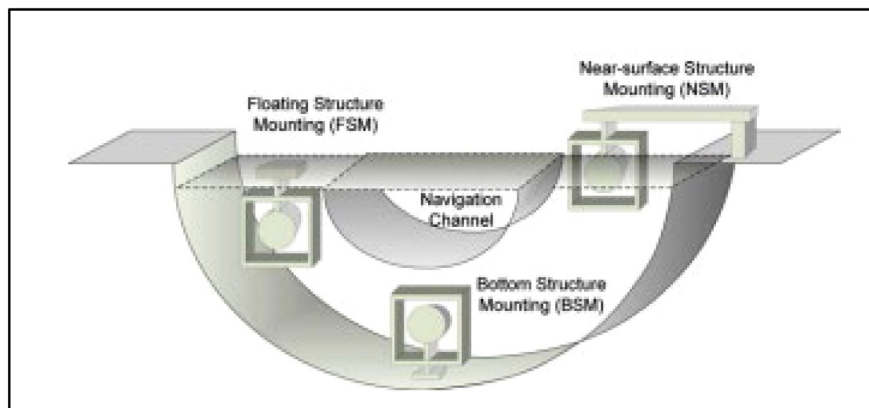 Near-surface Structure
Mounting (NSM)
Floating Structure
Mounting (FSM)
Navigation
Channel
Bottom Structure
Mounting (BSM)